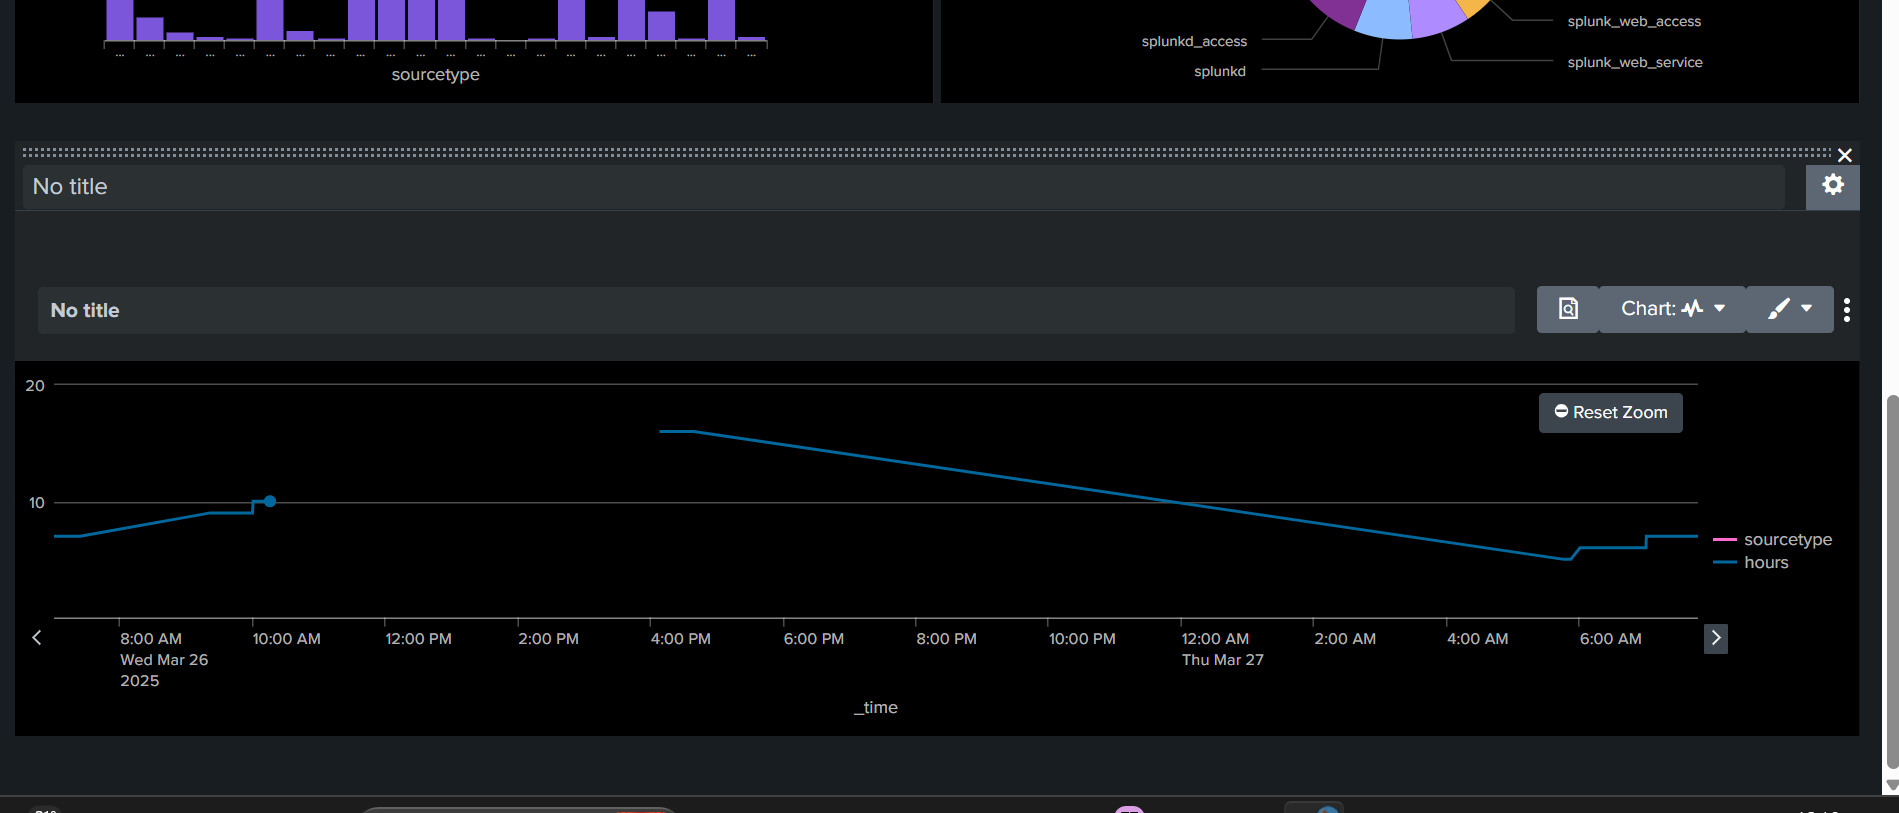 ... ... ... ... ... ... ... ... ... ... ... ... ... ... ... ... ... ... ... ... ... ...
sourcetype
splunkd_access
splunkd
splunk_web_access
splunk_web_service
No title
No title
Chart:
20
10
Reset Zoom
sourcetype
hours
8:00 AM 10:00 AM 12:00 PM 2:00 PM 4:00 PM 6:00 PM 8:00 PM 10:00 PM 12:00 AM 2:00 AM 4:00 AM 6:00 AM
Wed Mar 26 Thu Mar 27
2025
_time